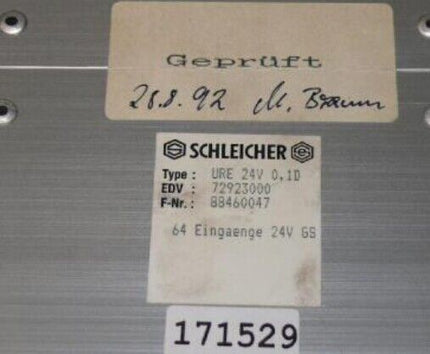 Geprüft
28.8.92 M. Braun
SCHLEICHER
Type : URE 24V 0,1D
EDV : 72923000
F-Nr.: 88460047
64 Eingaenge 24V GS
171529